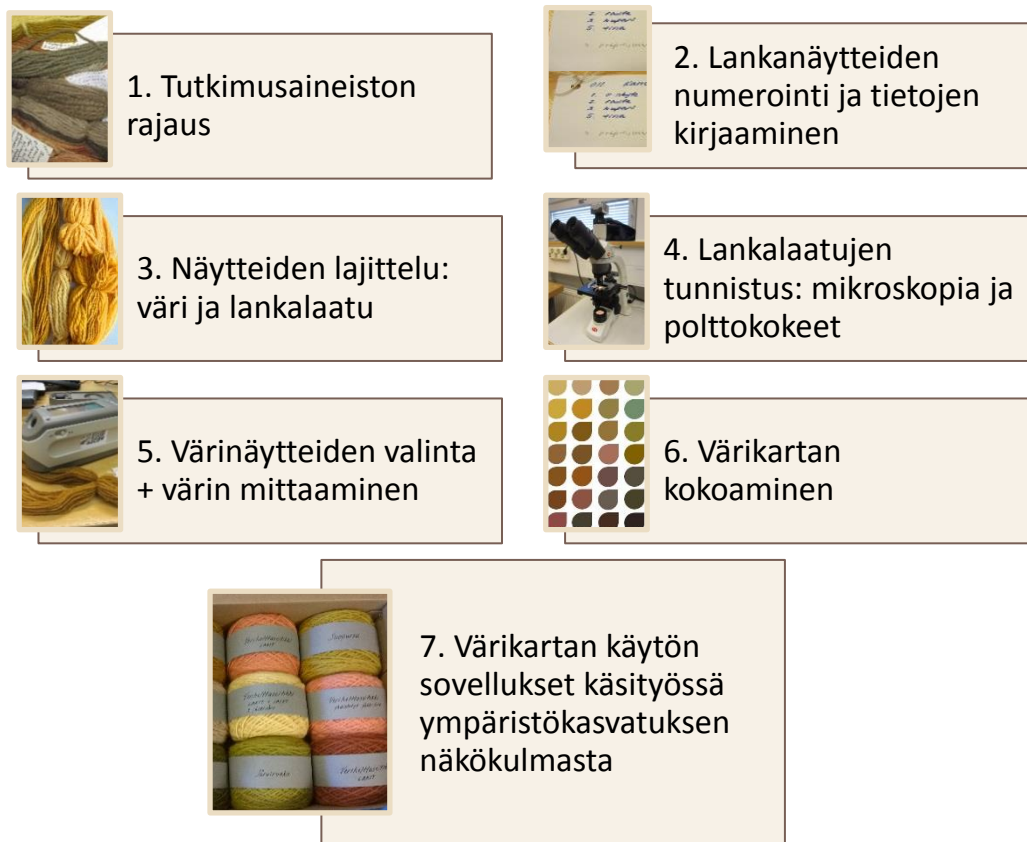 1. Tutkimusaineiston
rajaus
2. Lankanäytteiden
numerointi ja tietojen
kirjaaminen
3. Näytteiden lajittelu:
väri ja lankalaatu
4. Lankalaatujen
tunnistus: mikroskopia ja
polttokokeet
5. Värinäytteiden valinta
+ värin mittaaminen
6. Värikartan
kokoaminen
7. Värikartan käytön
sovellukset käsityössä
ympäristökasvatuksen
näkökulmasta